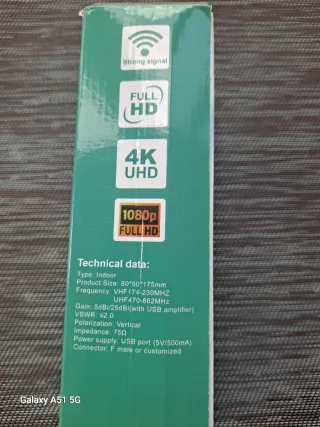 Strong signal
FULL
HD
4K
UHD
1080p
FULL HD
Technical data:
Type: Indoor
Product Size: 80*50*175mm
Frequency: VHF174-230MHZ
UHF470-862MHz
Gain: 5dBi/25dBi(with USB amplifier)
VSWR: ≤2.0
Polarization: Vertical
Impedance: 75Ω
Power supply: USB port (5V/500mA)
Connector: F male or customized
Galaxy A51 5G